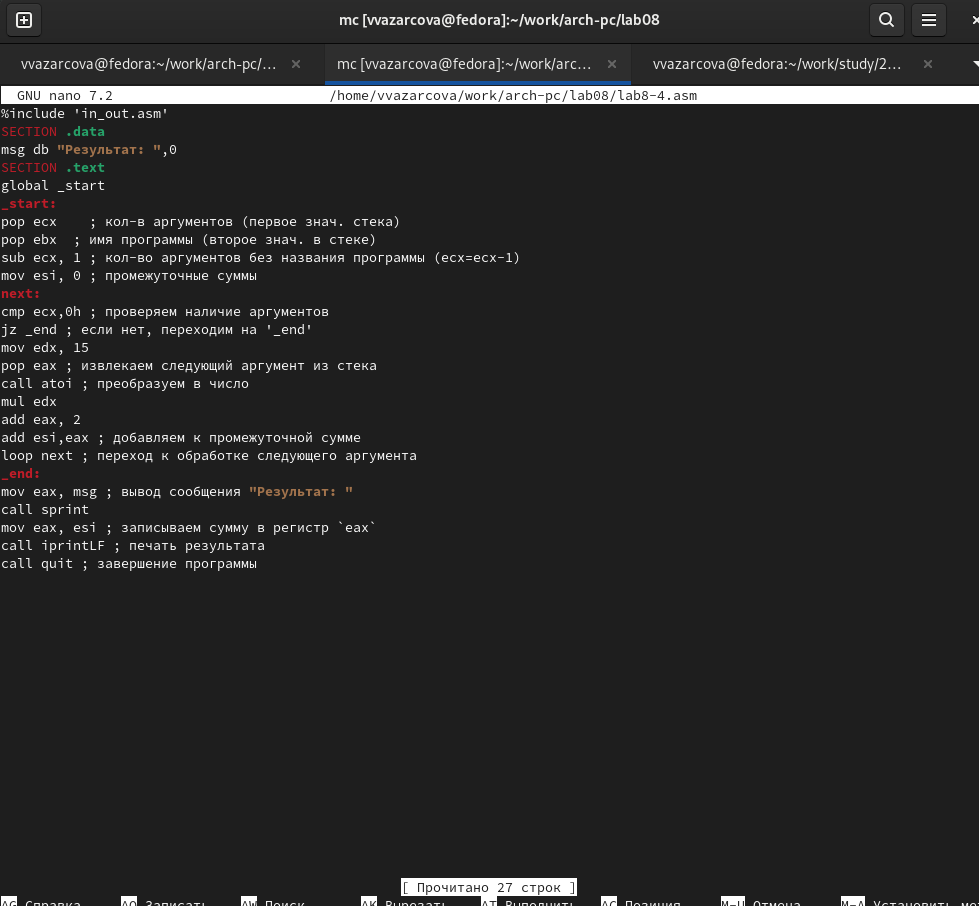 mc [vvazarcova@fedora]:~/work/arch-pc/lab08
vvazarcova@fedora:~/work/arch-pc/... mc [vvazarcova@fedora]:~/work/arc... vvazarcova@fedora:~/work/study/2...
GNU nano 7.2 /home/vvazarcova/work/arch-pc/lab08/lab8-4.asm
%include 'in_out.asm'
SECTION .data
msg db "Результат: ",0
SECTION .text
global _start
_start:
pop ecx    ; кол-в аргументов (первое знач. стека)
pop ebx  ; имя программы (второе знач. в стеке)
sub ecx, 1 ; кол-во аргументов без названия программы (ecx=ecx-1)
mov esi, 0 ; промежуточные суммы
next:
cmp ecx,0h ; проверяем наличие аргументов
jz _end ; если нет, переходим на '_end'
mov edx, 15
pop eax ; извлекаем следующий аргумент из стека
call atoi ; преобразуем в число
mul edx
add eax, 2
add esi,eax ; добавляем к промежуточной сумме
loop next ; переход к обработке следующего аргумента
_end:
mov eax, msg ; вывод сообщения "Результат: "
call sprint
mov eax, esi ; записываем сумму в регистр `eax`
call iprintLF ; печать результата
call quit ; завершение программы
[ Прочитано 27 строк ]
^G Справка ^O Записать ^W Поиск ^K Вырезать ^T Выполнить ^C Позиция M-U Отмена M-A Установить